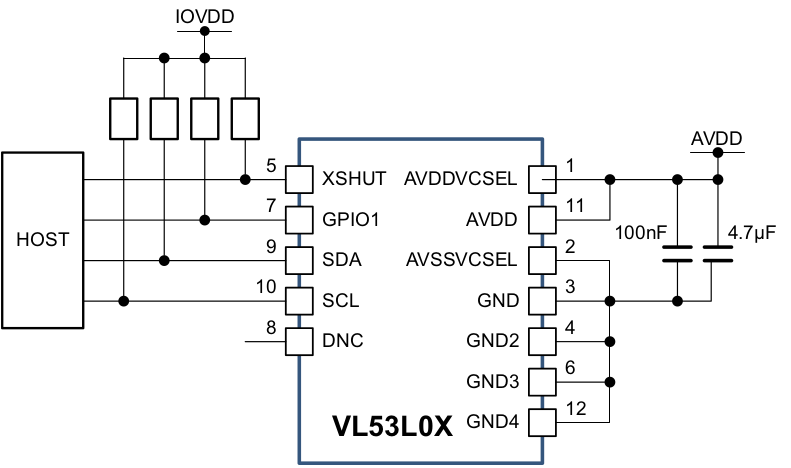 IOVDD
AVDD
5 XSHUT AVDDVCSEL 1
7 GPIO1 AVDD 11
HOST
100nF 4.7µF
9 SDA AVSSVCSEL 2
10 SCL GND 3
8 DNC GND2 4
GND3 6
VL53L0X GND4 12